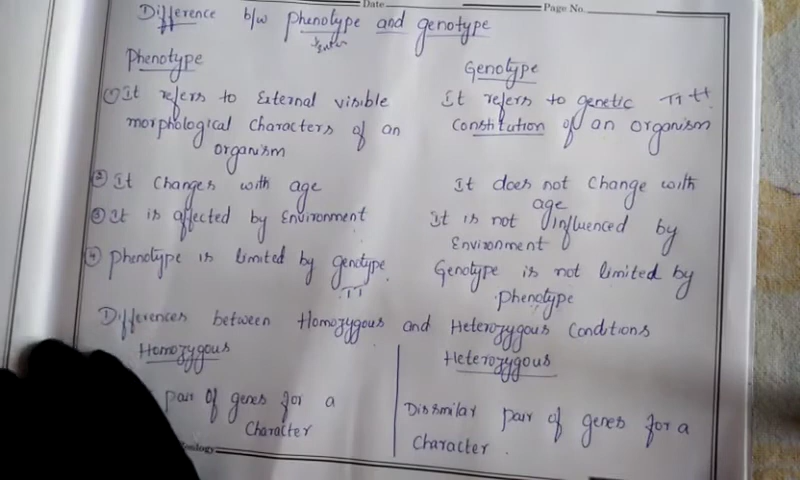 Date
Page No.
Difference b/w phenotype and genotype
Phenotype
Genotype
① It refers to External visible
morphological characters of an
organism
It refers to genetic TT tt
Constitution of an organism
② It changes with age
It does not change with
age
③ It is affected by Environment
It is not influenced by
Environment
④ Phenotype is limited by genotype
TT
Genotype is not limited by
phenotype
Differences between Homozygous and Heterozygous Conditions
Homozygous
Heterozygous
pair of genes for a
Character
Dissmilar pair of genes for a
Character.